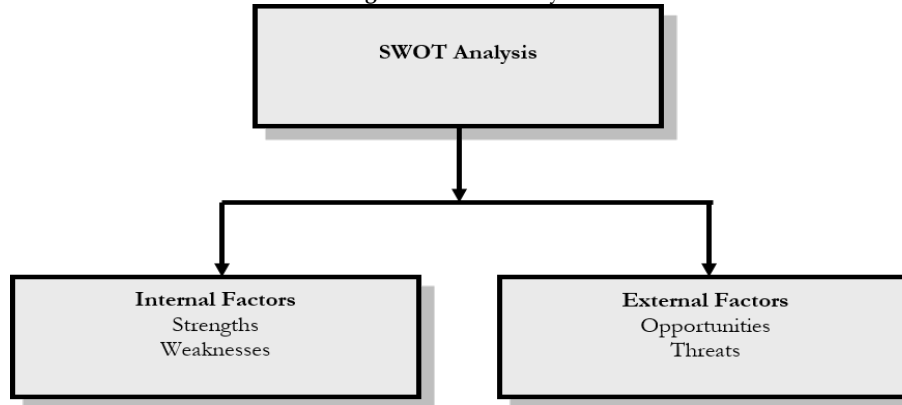 SWOT Analysis
Internal Factors
Strengths
Weaknesses
External Factors
Opportunities
Threats